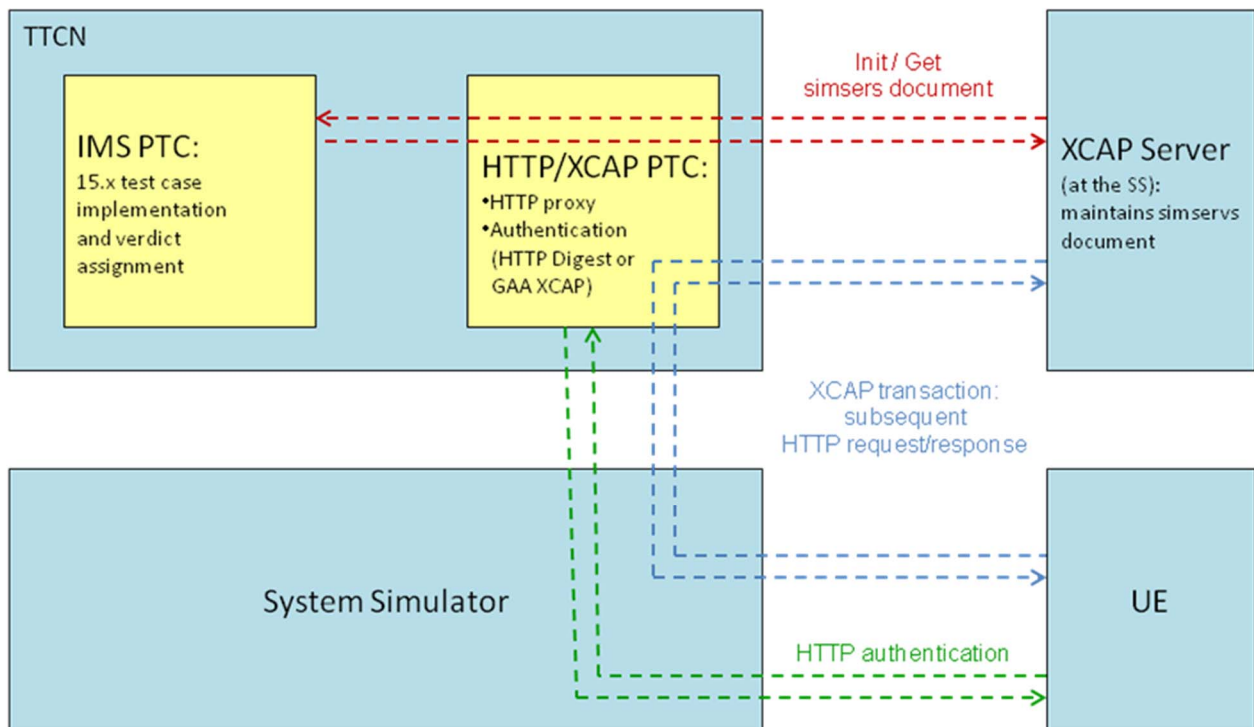 TTCN
IMS PTC:
15.x test case
implementation
and verdict
assignment
HTTP/XCAP PTC:
•HTTP proxy
•Authentication
(HTTP Digest or
GAA XCAP)
Init / Get
simsers document
XCAP Server
(at the SS):
maintains simservs
document
XCAP transaction:
subsequent
HTTP request/response
System Simulator
UE
HTTP authentication